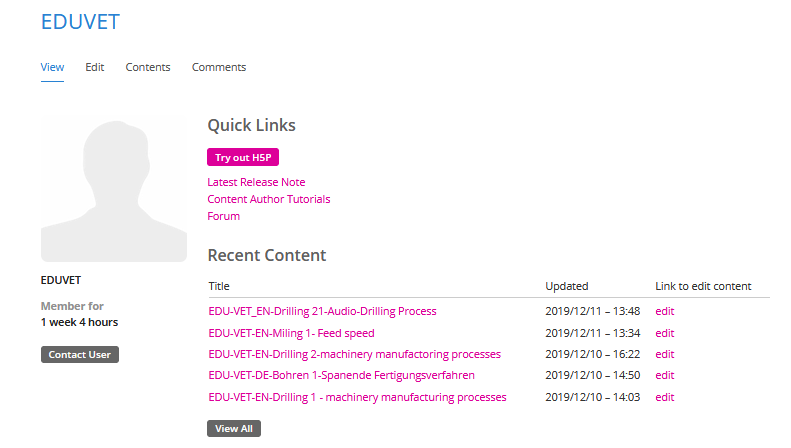 EDUVET
View Edit Contents Comments
Quick Links
Try out H5P
Latest Release Note
Content Author Tutorials
Forum
EDUVET
Member for
1 week 4 hours
Contact User
Recent Content
Title Updated Link to edit content
EDU-VET_EN-Drilling 21-Audio-Drilling Process 2019/12/11 – 13:48 edit
EDU-VET-EN-Miling 1- Feed speed 2019/12/11 – 13:34 edit
EDU-VET-EN-Drilling 2-machinery manufactoring processes 2019/12/10 – 16:22 edit
EDU-VET-DE-Bohren 1-Spanende Fertigungsverfahren 2019/12/10 – 14:50 edit
EDU-VET-EN-Drilling 1 - machinery manufacturing processes 2019/12/10 – 14:03 edit
View All